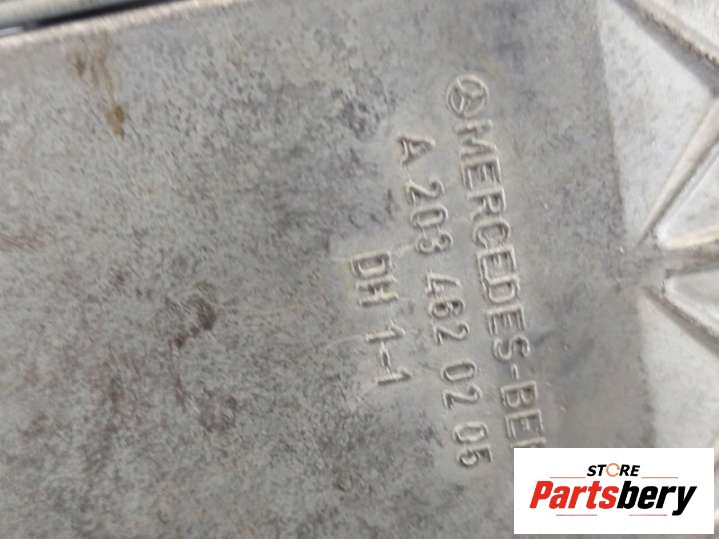 MERCEDES-BE
A 203 462 02 05
DH 1-1
STORE
Partsbery